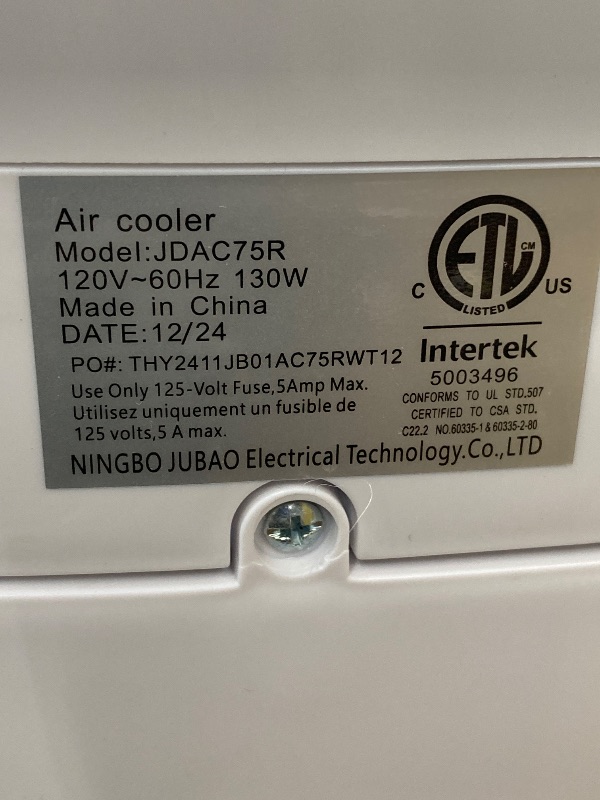 Air cooler
Model:JDAC75R
120V~60Hz 130W
Made in China
DATE:12/24
PO#: THY2411JB01AC75RWT12
Use Only 125-Volt Fuse,5Amp Max.
Utilisez uniquement un fusible de
125 volts,5 A max.
NINGBO JUBAO Electrical Technology.Co.,LTD
ETL CM
C US
LISTED
Intertek
5003496
CONFORMS TO UL STD.507
CERTIFIED TO CSA STD.
C22.2 NO.60335-1 & 60335-2-80